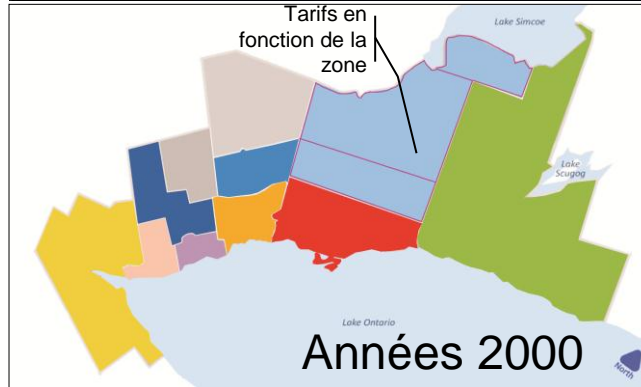 Tarifs en
fonction de la
zone
Lake Simcoe
Lake
Scugog
Lake Ontario
Années 2000
North